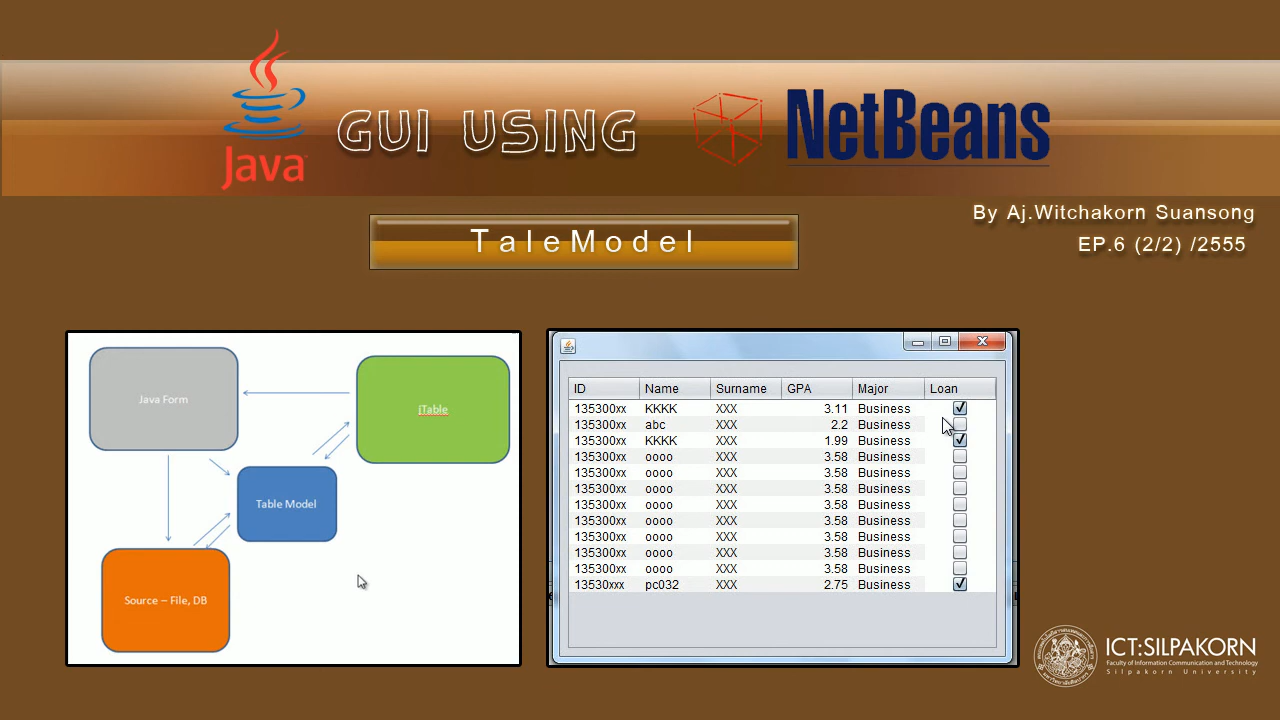 Java
GUI USING
NetBeans
By Aj.Witchakorn Suansong
EP.6 (2/2) /2555
TaleModel
Java Form
jTable
Table Model
Source – File, DB
ID Name Surname GPA Major Loan
135300xx KKKK XXX 3.11 Business
135300xx abc XXX 2.2 Business
135300xx KKKK XXX 1.99 Business
135300xx oooo XXX 3.58 Business
135300xx oooo XXX 3.58 Business
135300xx oooo XXX 3.58 Business
135300xx oooo XXX 3.58 Business
135300xx oooo XXX 3.58 Business
135300xx oooo XXX 3.58 Business
135300xx oooo XXX 3.58 Business
135300xx oooo XXX 3.58 Business
13530xxx pc032 XXX 2.75 Business
ICT:SILPAKORN
Faculty of Information Communication and Technology
Silpakorn University